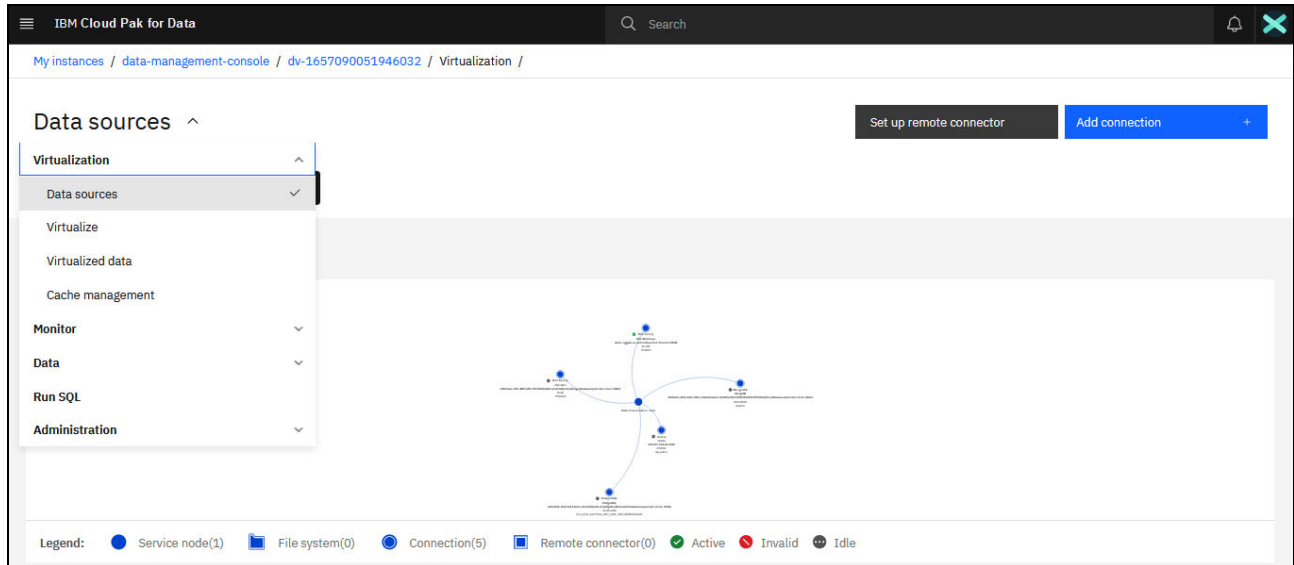 IBM Cloud Pak for Data
Search
My instances / data-management-console / dv-1657090051946032 / Virtualization /
Data sources
Set up remote connector
Add connection +
Virtualization
Data sources
Virtualize
Virtualized data
Cache management
Monitor
Data
Run SQL
Administration
Legend: Service node(1) File system(0) Connection(5) Remote connector(0) Active Invalid Idle